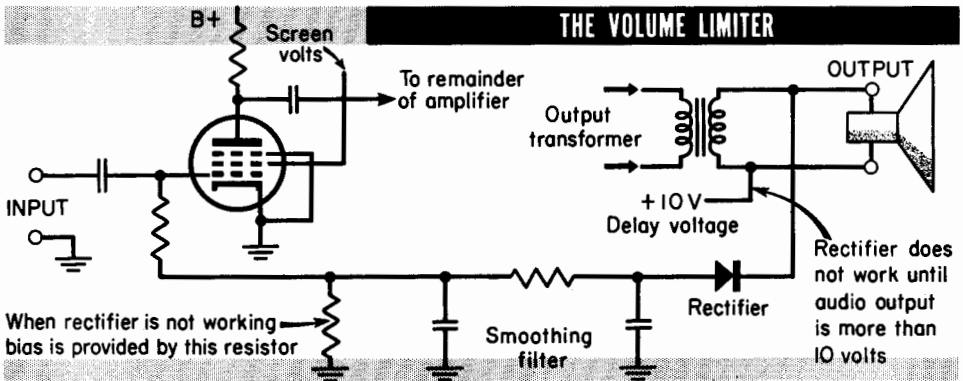 THE VOLUME LIMITER
B+
Screen
volts
To remainder
of amplifier
OUTPUT
Output
transformer
INPUT
+10V
Delay voltage
Rectifier does
not work until
audio output
is more than
10 volts
Rectifier
When rectifier is not working
bias is provided by this resistor
Smoothing
filter